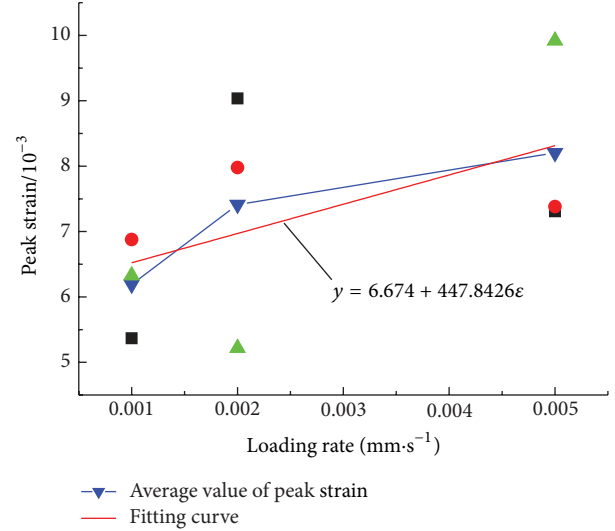 10
9
8
7
6
5
Peak strain/10⁻³
y = 6.674 + 447.8426ε
0.001 0.002 0.003 0.004 0.005
Loading rate (mm·s⁻¹)
Average value of peak strain
Fitting curve